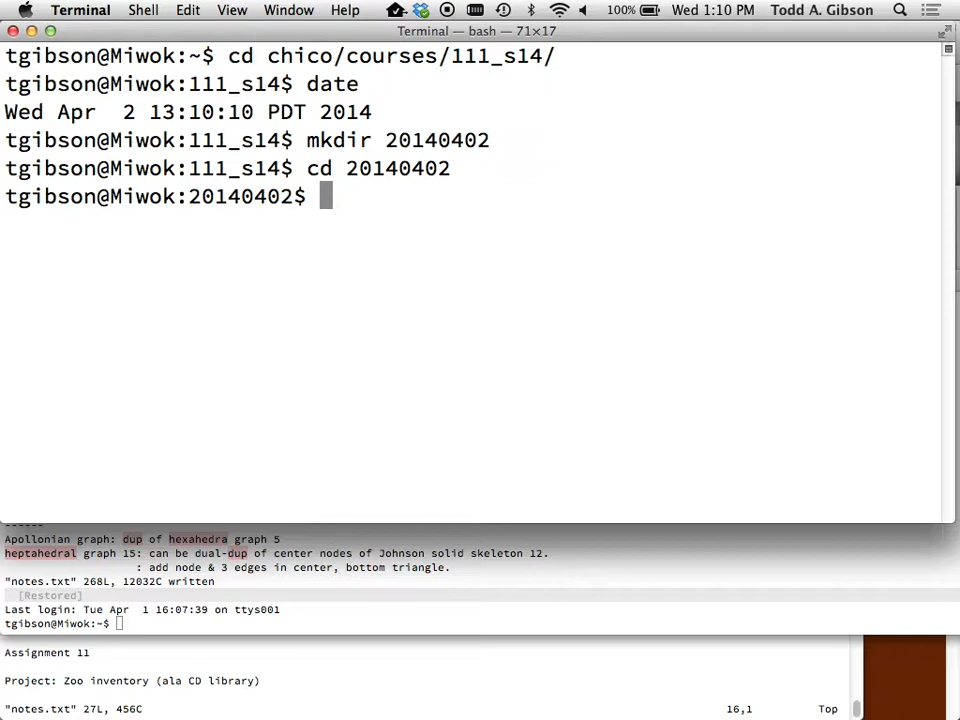 Terminal Shell Edit View Window Help 100% Wed 1:10 PM Todd A. Gibson
Terminal — bash — 71×17
tgibson@Miwok:~$ cd chico/courses/111_s14/
tgibson@Miwok:111_s14$ date
Wed Apr  2 13:10:10 PDT 2014
tgibson@Miwok:111_s14$ mkdir 20140402
tgibson@Miwok:111_s14$ cd 20140402
tgibson@Miwok:20140402$
------
Apollonian graph: dup of hexahedra graph 5
heptahedral graph 15: can be dual-dup of center nodes of Johnson solid skeleton 12.
: add node & 3 edges in center, bottom triangle.
"notes.txt" 268L, 12032C written
[Restored]
Last login: Tue Apr  1 16:07:39 on ttys001
tgibson@Miwok:~$
Assignment 11
Project: Zoo inventory (ala CD library)
"notes.txt" 27L, 456C 16,1 Top